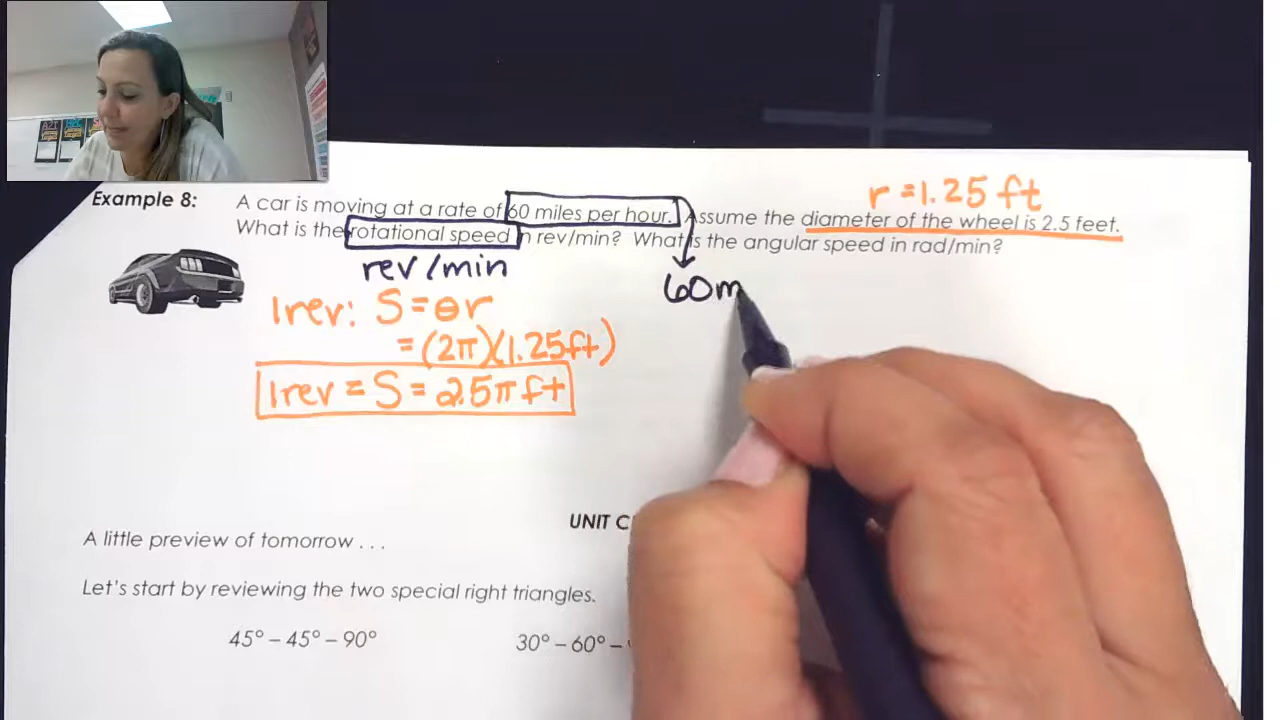 r = 1.25 ft
Example 8: A car is moving at a rate of 60 miles per hour. Assume the diameter of the wheel is 2.5 feet.
What is the rotational speed in rev/min? What is the angular speed in rad/min?
rev/min
60m
1rev: S = θr
= (2π)(1.25ft)
1rev = S = 2.5π ft
UNIT C
A little preview of tomorrow . . .
Let's start by reviewing the two special right triangles.
45° – 45° – 90° 30° – 60° –